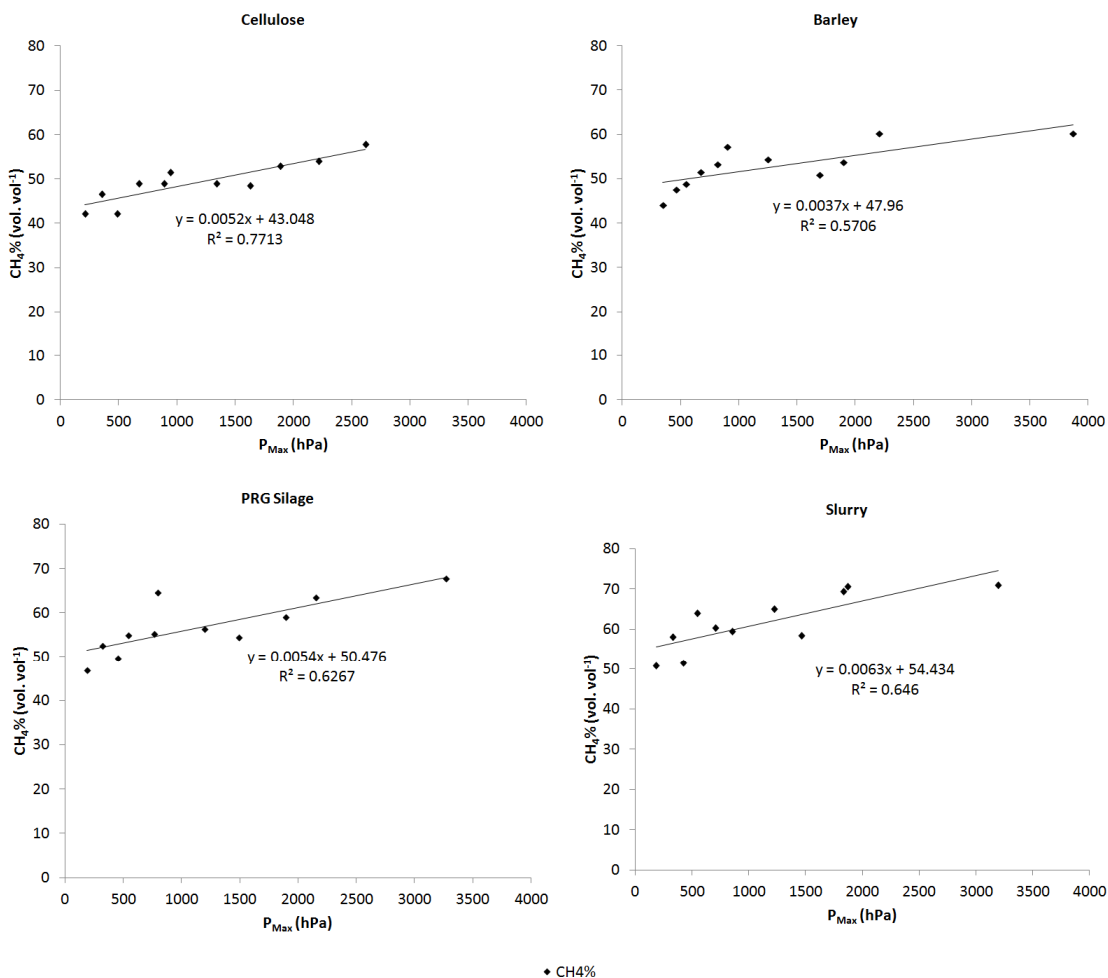 Cellulose
80
70
60
50
40
30
20
10
0
CH₄% (vol. vol⁻¹)
y = 0.0052x + 43.048
R² = 0.7713
0 500 1000 1500 2000 2500 3000 3500 4000
P_Max (hPa)
Barley
80
70
60
50
40
30
20
10
0
CH₄% (vol. vol⁻¹)
y = 0.0037x + 47.96
R² = 0.5706
0 500 1000 1500 2000 2500 3000 3500 4000
P_Max (hPa)
PRG Silage
80
70
60
50
40
30
20
10
0
CH₄% (vol. vol⁻¹)
y = 0.0054x + 50.476
R² = 0.6267
0 500 1000 1500 2000 2500 3000 3500 4000
P_Max (hPa)
Slurry
80
70
60
50
40
30
20
10
0
CH₄% (vol. vol⁻¹)
y = 0.0063x + 54.434
R² = 0.646
0 500 1000 1500 2000 2500 3000 3500 4000
P_Max (hPa)
◆ CH4%